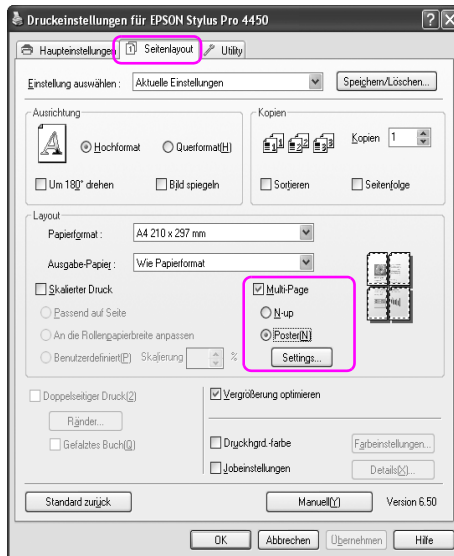 Druckeinstellungen für EPSON Stylus Pro 4450
Haupteinstellungen Seitenlayout Utility
Einstellung auswählen : Aktuelle Einstellungen Speichern/Löschen...
Ausrichtung
Hochformat Querformat(H)
Um 180° drehen Bild spiegeln
Kopien
Kopien 1
Sortieren Seitenfolge
Layout
Papierformat : A4 210 x 297 mm
Ausgabe-Papier : Wie Papierformat
Skalierter Druck
Passend auf Seite
An die Rollenpapierbreite anpassen
Benutzerdefiniert(P) Skalierung %
Multi-Page
N-up
Poster(N)
Settings...
Doppelseitiger Druck(2)
Ränder...
Gefalztes Buch(Q)
Vergrößerung optimieren
Druckhgrd.-farbe Farbeinstellungen...
Jobeinstellungen Details(X)...
Standard zurück Manuell(Y) Version 6.50
OK Abbrechen Übernehmen Hilfe